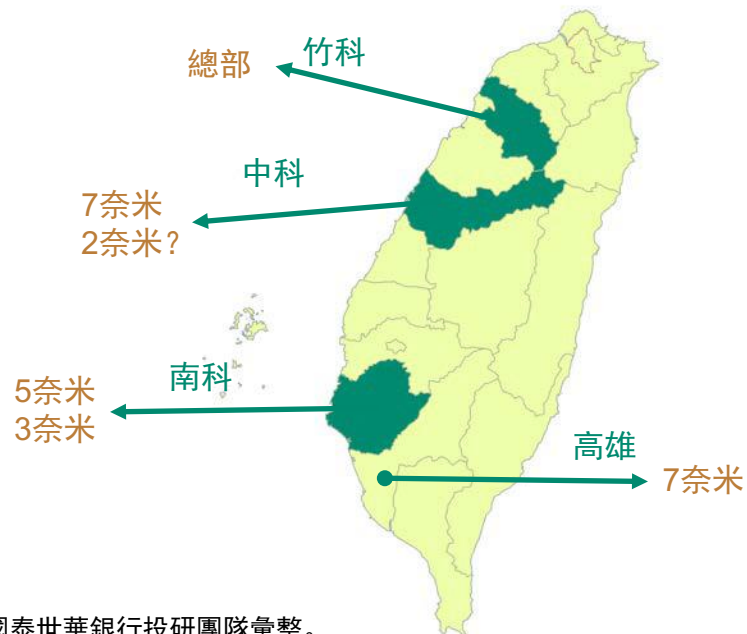 總部
竹科
中科
7奈米
2奈米?
南科
5奈米
3奈米
高雄
7奈米
國泰世華銀行投研團隊彙整。